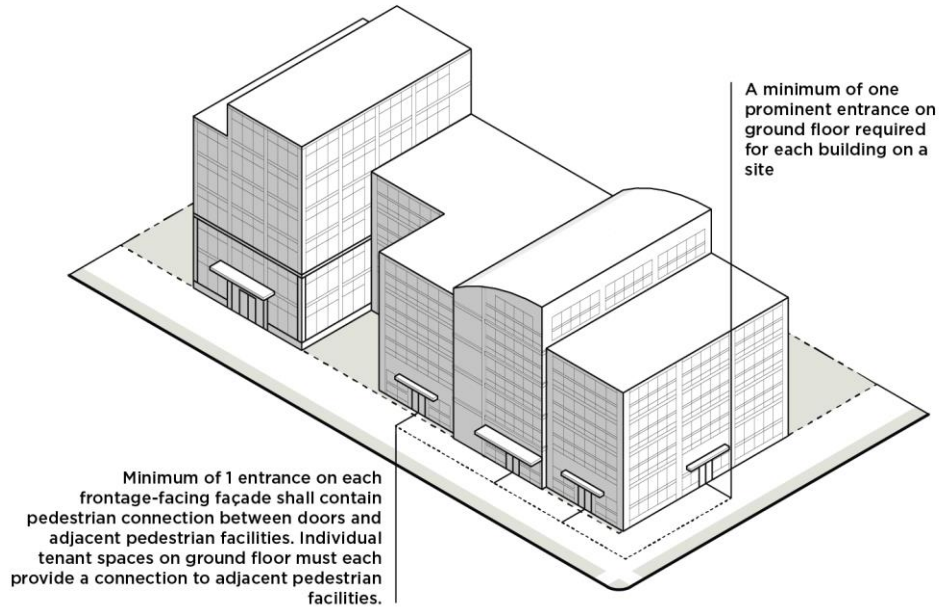 A minimum of one
prominent entrance on
ground floor required
for each building on a
site
Minimum of 1 entrance on each
frontage-facing façade shall contain
pedestrian connection between doors and
adjacent pedestrian facilities. Individual
tenant spaces on ground floor must each
provide a connection to adjacent pedestrian
facilities.